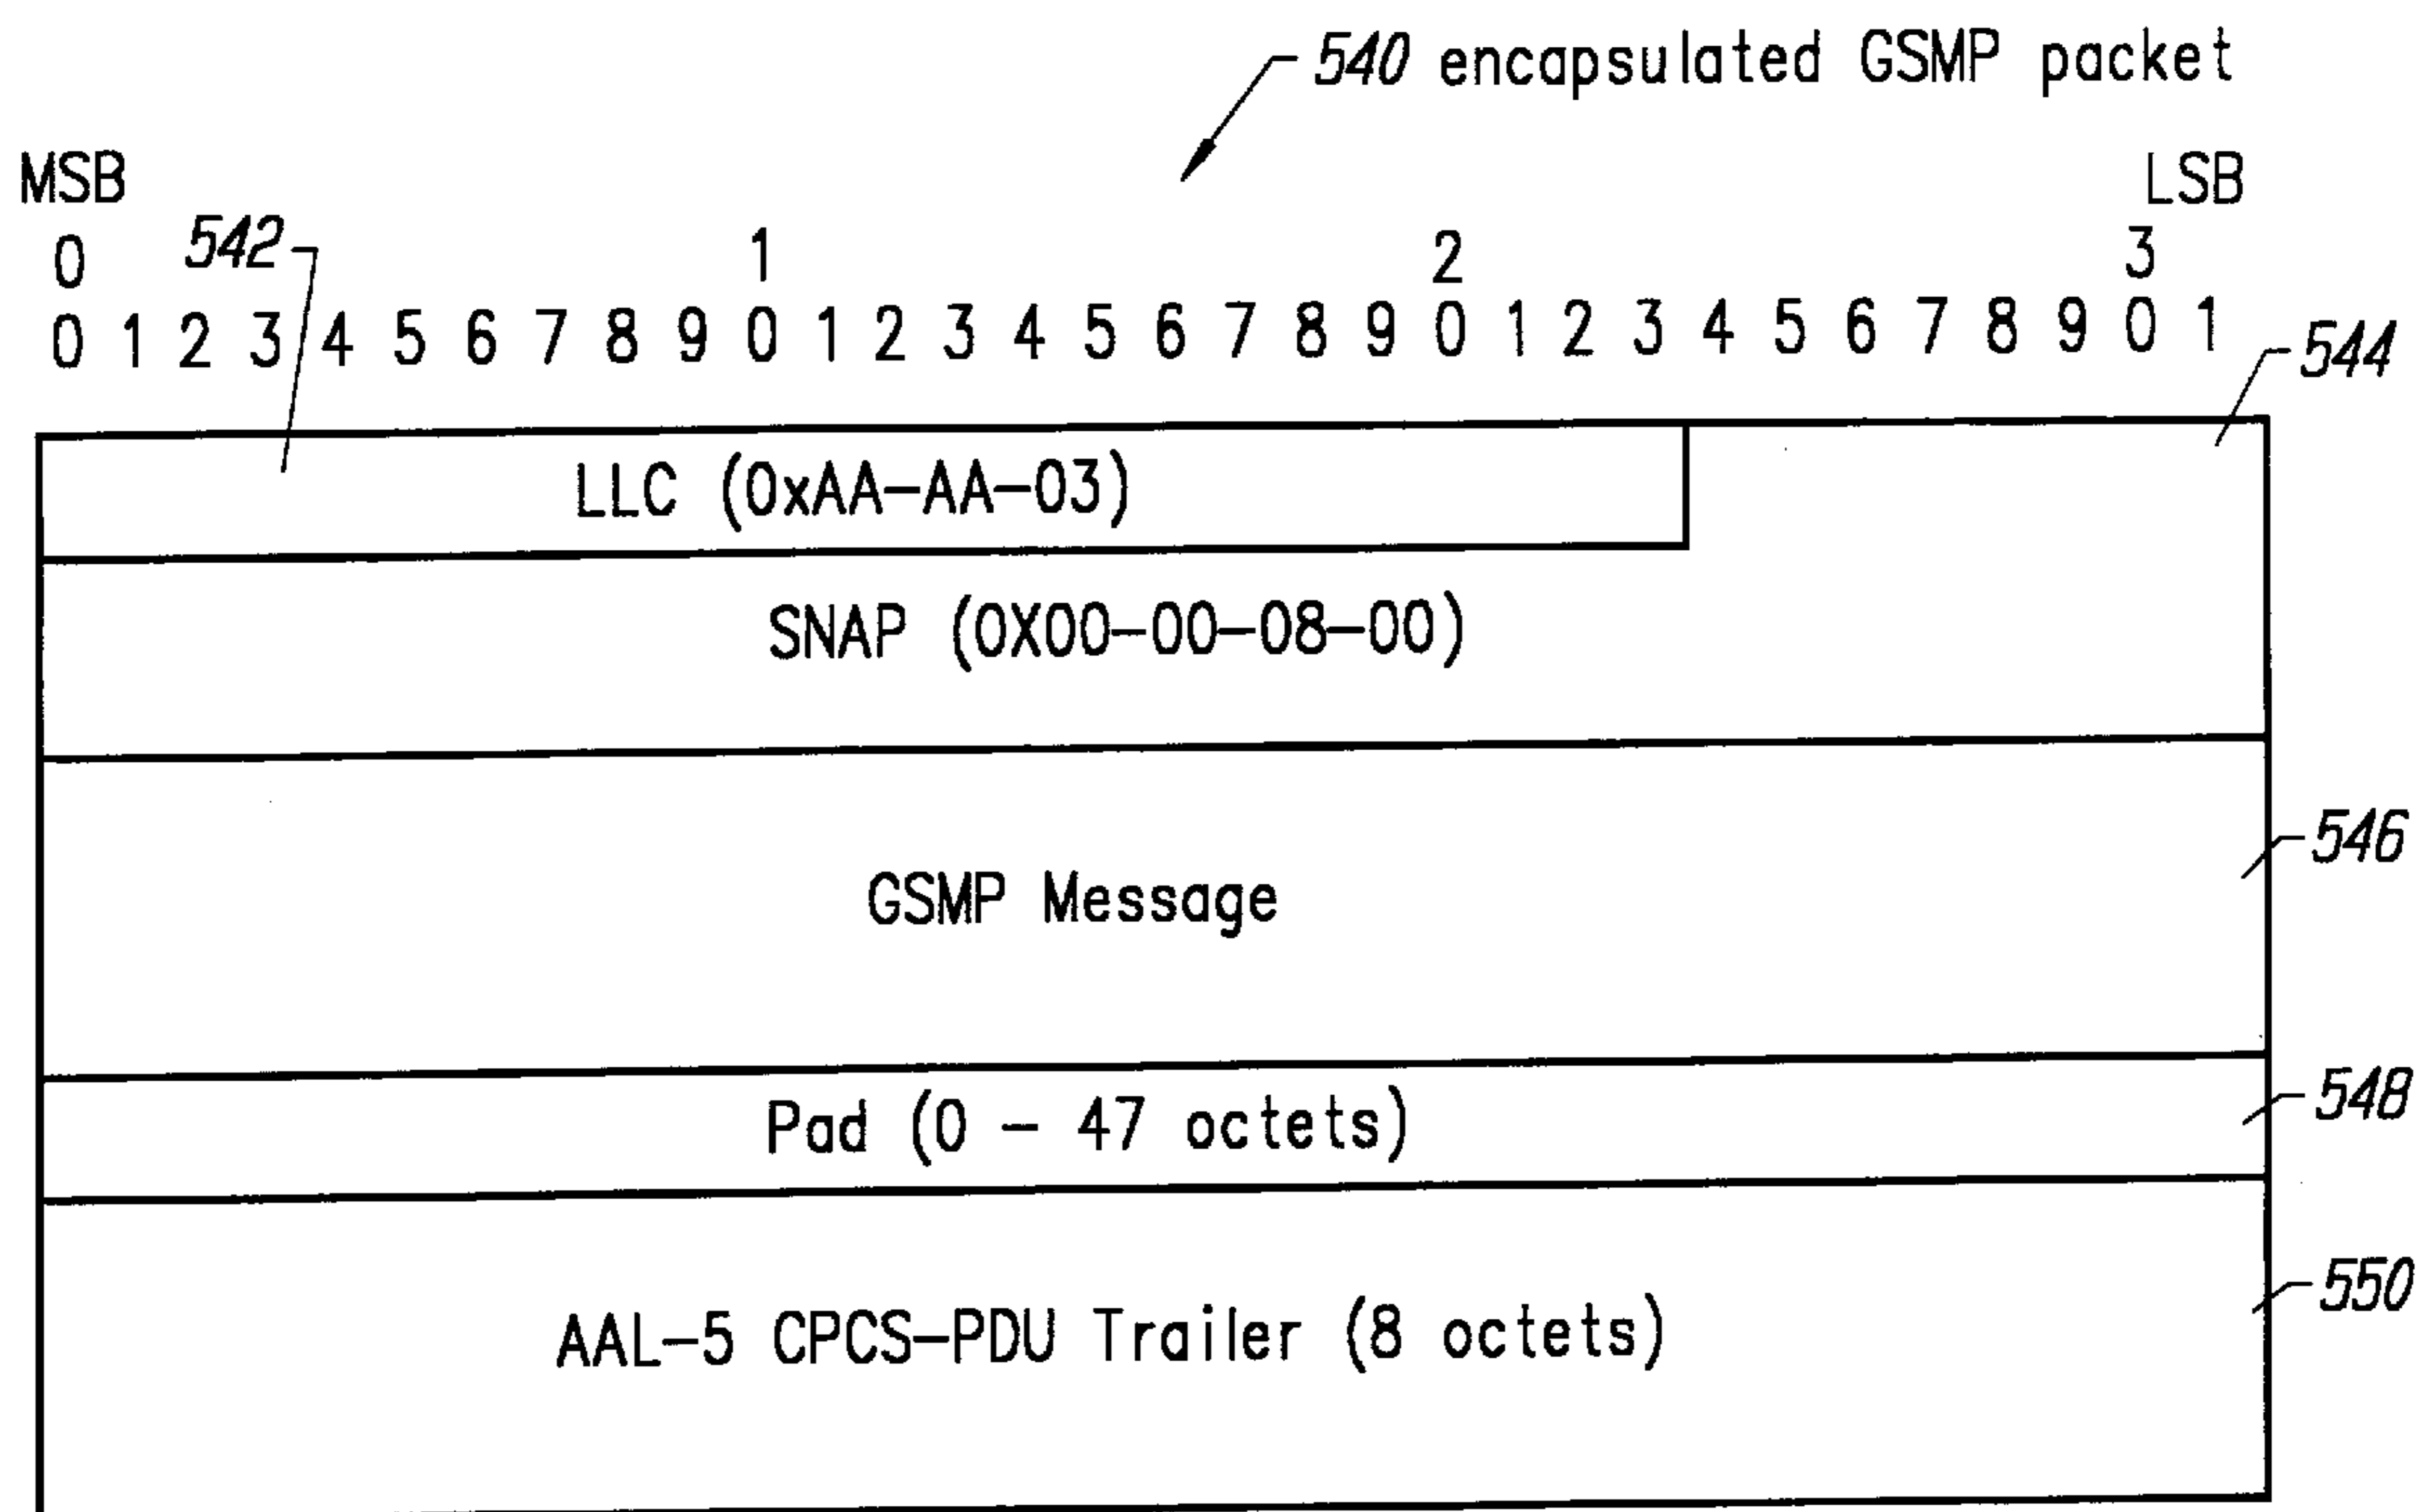 540 encapsulated GSMP packet
MSB LSB
0 542 1 2 3
0 1 2 3 4 5 6 7 8 9 0 1 2 3 4 5 6 7 8 9 0 1 2 3 4 5 6 7 8 9 0 1
544
LLC (0xAA-AA-03)
SNAP (0X00-00-08-00)
546
GSMP Message
548
Pad (0 - 47 octets)
550
AAL-5 CPCS-PDU Trailer (8 octets)